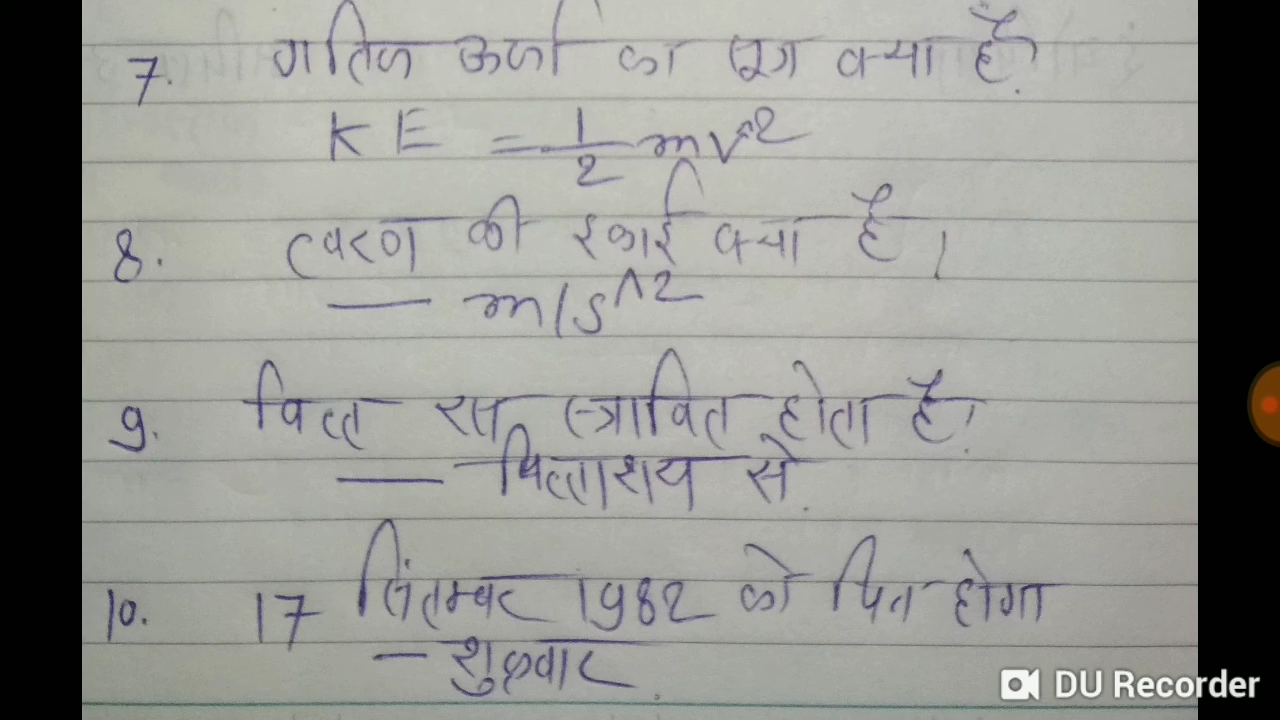 7. गतिज ऊर्जा का सूत्र क्या है?
KE = 1/2 mv^2
8. त्वरण की इकाई क्या है।
— m/s^2
9. पित्त रस स्त्रावित होता है।
— पित्ताशय से.
10. 17 सितंम्बर 1982 को दिन होगा
— शुक्रवार.
DU Recorder